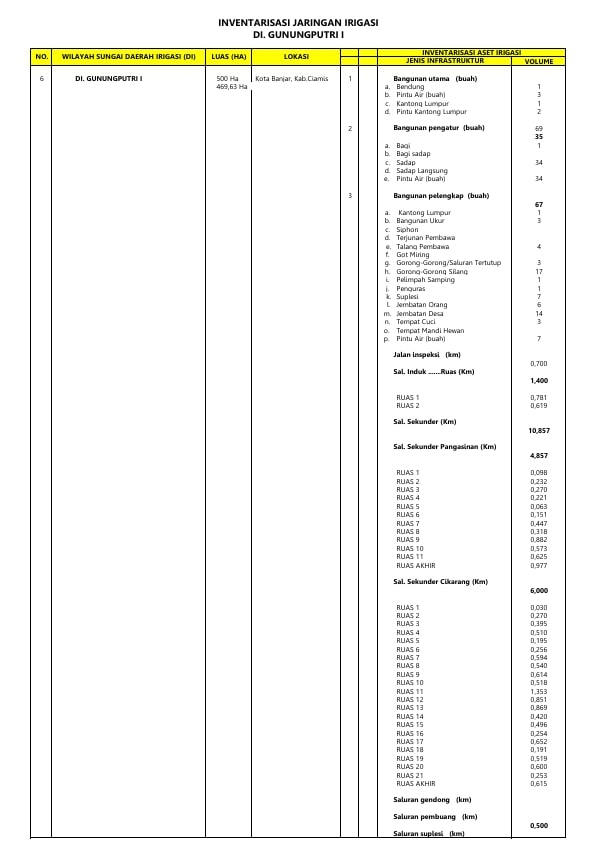 INVENTARISASI JARINGAN IRIGASI
DI. GUNUNGPUTRI I
NO. WILAYAH SUNGAI DAERAH IRIGASI (DI) LUAS (HA) LOKASI INVENTARISASI ASET IRIGASI
JENIS INFRASTRUKTUR VOLUME
6 DI. GUNUNGPUTRI I 500 Ha Kota Banjar, Kab.Ciamis 1 Bangunan utama (buah)
469,63 Ha a. Bendung 1
b. Pintu Air (buah) 3
c. Kantong Lumpur 1
d. Pintu Kantong Lumpur 2
2 Bangunan pengatur (buah) 69
35
a. Bagi 1
b. Bagi sadap
c. Sadap 34
d. Sadap Langsung
e. Pintu Air (buah) 34
3 Bangunan pelengkap (buah)
67
a. Kantong Lumpur 1
b. Bangunan Ukur 3
c. Siphon
d. Terjunan Pembawa
e. Talang Pembawa 4
f. Got Miring
g. Gorong-Gorong/Saluran Tertutup 3
h. Gorong-Gorong Silang 17
i. Pelimpah Samping 1
j. Penguras 1
k. Suplesi 7
l. Jembatan Orang 6
m. Jembatan Desa 14
n. Tempat Cuci 3
o. Tempat Mandi Hewan
p. Pintu Air (buah) 7
Jalan inspeksi (km)
0,700
Sal. Induk ......Ruas (Km)
1,400
RUAS 1 0,781
RUAS 2 0,619
Sal. Sekunder (Km)
10,857
Sal. Sekunder Pangasinan (Km)
4,857
RUAS 1 0,098
RUAS 2 0,232
RUAS 3 0,270
RUAS 4 0,221
RUAS 5 0,063
RUAS 6 0,151
RUAS 7 0,447
RUAS 8 0,318
RUAS 9 0,882
RUAS 10 0,573
RUAS 11 0,625
RUAS AKHIR 0,977
Sal. Sekunder Cikarang (Km)
6,000
RUAS 1 0,030
RUAS 2 0,270
RUAS 3 0,395
RUAS 4 0,510
RUAS 5 0,195
RUAS 6 0,256
RUAS 7 0,594
RUAS 8 0,540
RUAS 9 0,614
RUAS 10 0,518
RUAS 11 1,353
RUAS 12 0,851
RUAS 13 0,869
RUAS 14 0,420
RUAS 15 0,496
RUAS 16 0,254
RUAS 17 0,652
RUAS 18 0,191
RUAS 19 0,519
RUAS 20 0,600
RUAS 21 0,253
RUAS AKHIR 0,615
Saluran gendong (km)
Saluran pembuang (km)
0,500
Saluran suplesi (km)